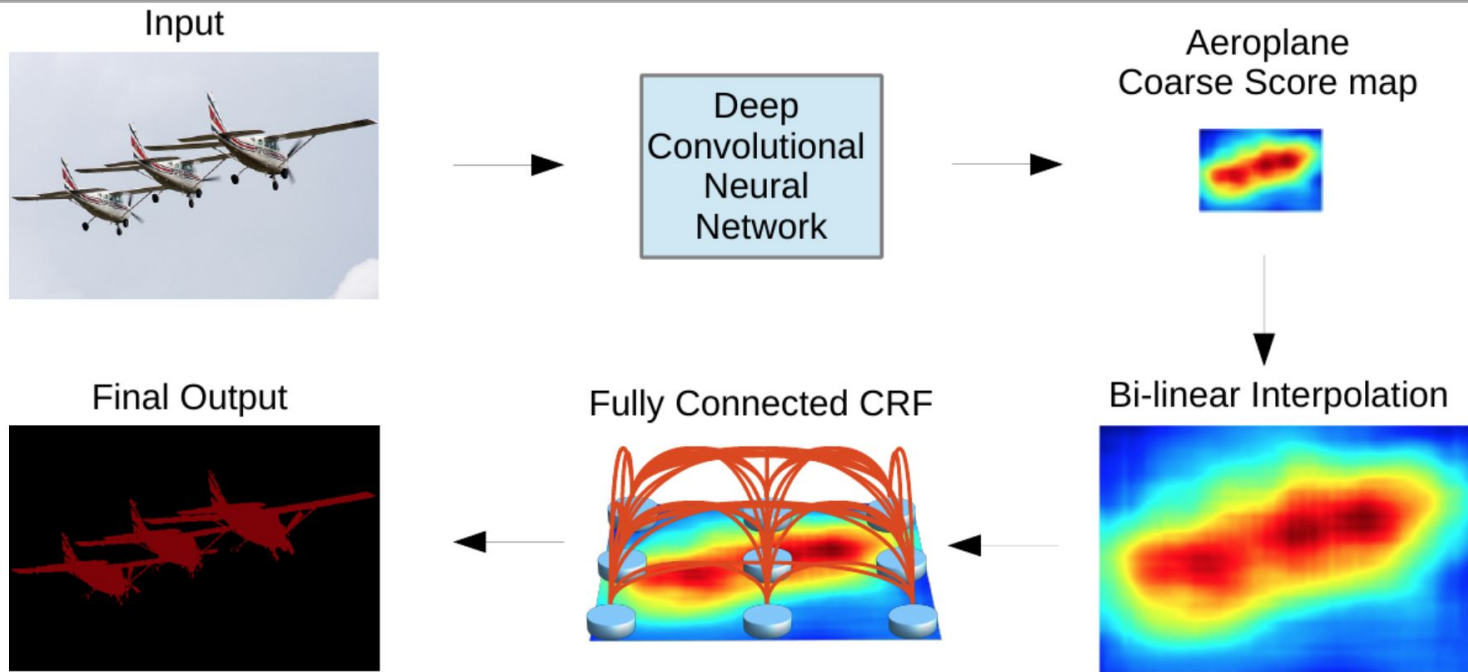 Input
Deep
Convolutional
Neural
Network
Aeroplane
Coarse Score map
Final Output
Fully Connected CRF
Bi-linear Interpolation